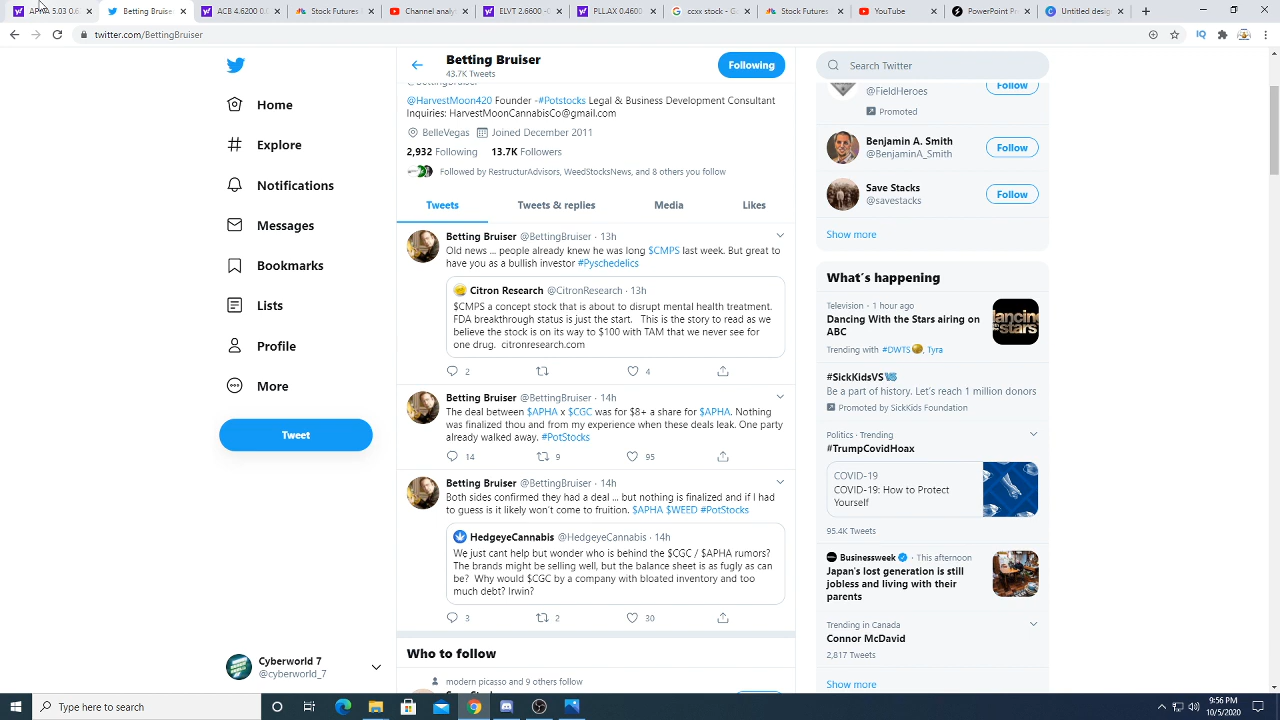 APHA 5.03 0.6
Betting Bruise
ACB 4.6200 0.
Stock Futures
Channel analy
ELVT 2.6600 -0
PLLAX 0.4600
ccxx stock - G
Stock Futures
YouTube
PowerPoint Pr
Untitled desig
twitter.com/BettingBruiser
Home
Explore
Notifications
Messages
Bookmarks
Lists
Profile
More
Tweet
Cyberworld 7
@cyberworld_7
Betting Bruiser
43.7K Tweets
Following
@BettingBruiser
@HarvestMoon420 Founder -#Potstocks Legal & Business Development Consultant
Inquiries: HarvestMoonCannabisCo@gmail.com
BelleVegas Joined December 2011
2,932 Following 13.7K Followers
Followed by RestructurAdvisors, WeedStocksNews, and 8 others you follow
Tweets Tweets & replies Media Likes
Betting Bruiser @BettingBruiser · 13h
Old news ... people already knew he was long $CMPS last week. But great to
have you as a bullish investor #Pyschedelics
Citron Research @CitronResearch · 13h
$CMPS a concept stock that is about to disrupt mental health treatment.
FDA breakthrough status is just the start. This is the story to read as we
believe the stock is on its way to $100 with TAM that we never see for
one drug. citronresearch.com
2 4
Betting Bruiser @BettingBruiser · 14h
The deal between $APHA x $CGC was for $8+ a share for $APHA. Nothing
was finalized thou and from my experience when these deals leak. One party
already walked away. #PotStocks
14 9 95
Betting Bruiser @BettingBruiser · 14h
Both sides confirmed they had a deal ... but nothing is finalized and if I had
to guess is it likely won't come to fruition. $APHA $WEED #PotStocks
HedgeyeCannabis @HedgeyeCannabis · 14h
We just cant help but wonder who is behind the $CGC / $APHA rumors?
The brands might be selling well, but the balance sheet is as fugly as can
be? Why would $CGC by a company with bloated inventory and too
much debt? Irwin?
3 2 30
Who to follow
modern picasso and 9 others follow
Search Twitter
@FieldHeroes
Follow
Promoted
Benjamin A. Smith
@BenjaminA_Smith
Follow
Save Stacks
@savestacks
Follow
Show more
What's happening
Television · 1 hour ago
Dancing With the Stars airing on
ABC
Trending with #DWTS, Tyra
#SickKidsVS
Be a part of history. Let's reach 1 million donors
Promoted by SickKids Foundation
Politics · Trending
#TrumpCovidHoax
COVID-19
COVID-19: How to Protect
Yourself
95.4K Tweets
Businessweek · This afternoon
Japan's lost generation is still
jobless and living with their
parents
Trending in Canada
Connor McDavid
2,817 Tweets
Show more
Type here to search
9:56 PM
10/5/2020